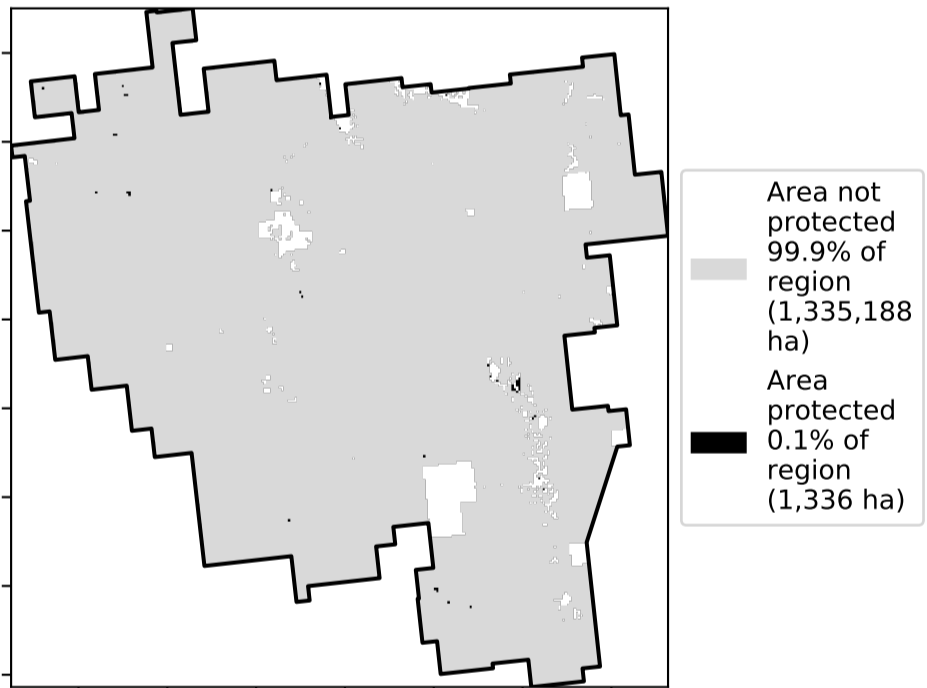 Area not
protected
99.9% of
region
(1,335,188
ha)
Area
protected
0.1% of
region
(1,336 ha)